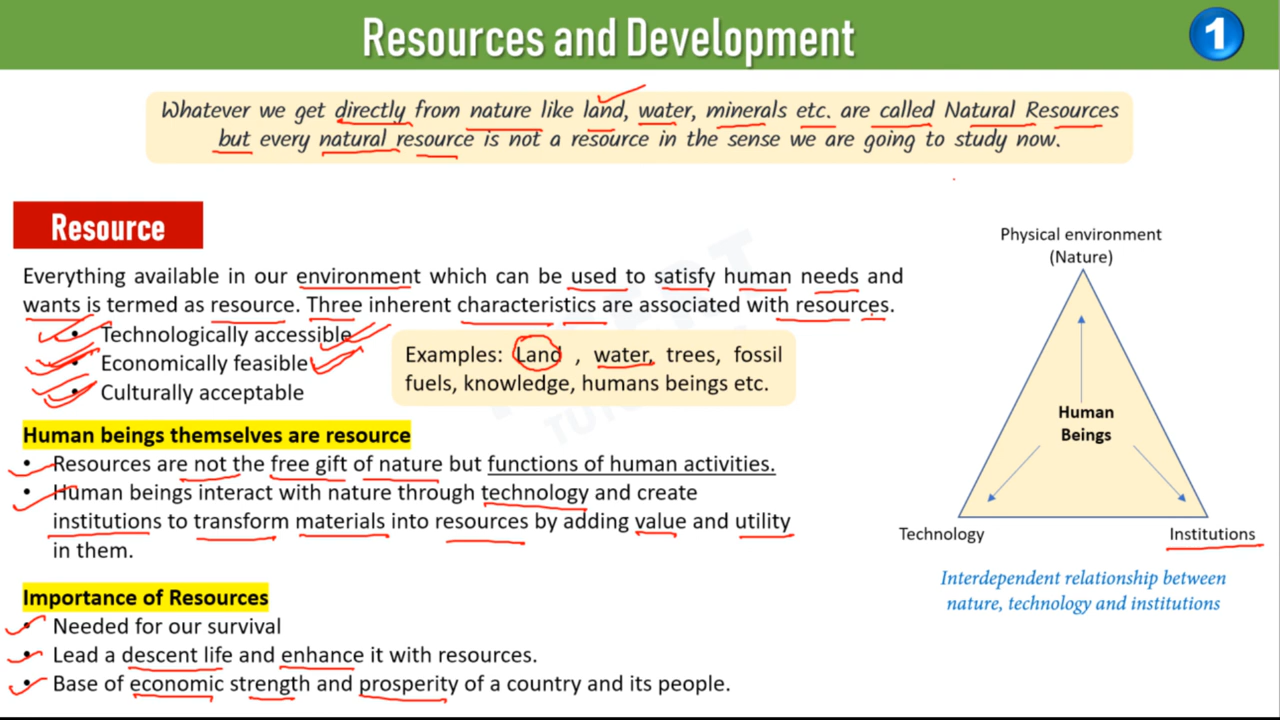 Resources and Development
1
Whatever we get directly from nature like land, water, minerals etc. are called Natural Resources
but every natural resource is not a resource in the sense we are going to study now.
Resource
Everything available in our environment which can be used to satisfy human needs and
wants is termed as resource. Three inherent characteristics are associated with resources.
• Technologically accessible
• Economically feasible
• Culturally acceptable
Examples: Land , water, trees, fossil
fuels, knowledge, humans beings etc.
Human beings themselves are resource
• Resources are not the free gift of nature but functions of human activities.
• Human beings interact with nature through technology and create
institutions to transform materials into resources by adding value and utility
in them.
Importance of Resources
• Needed for our survival
• Lead a descent life and enhance it with resources.
• Base of economic strength and prosperity of a country and its people.
Physical environment
(Nature)
Human
Beings
Technology
Institutions
Interdependent relationship between
nature, technology and institutions